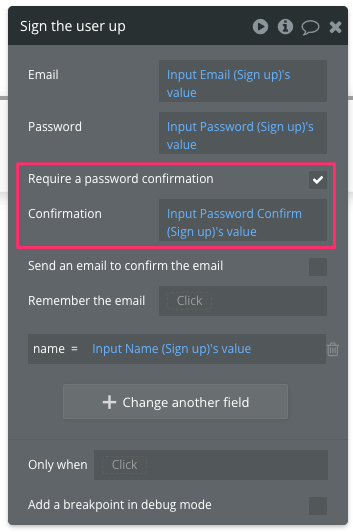 Sign the user up
Email
Input Email (Sign up)'s
value
Password
Input Password (Sign up)'s
value
Require a password confirmation
Confirmation
Input Password Confirm
(Sign up)'s value
Send an email to confirm the email
Remember the email
Click
name = Input Name (Sign up)'s value
Change another field
Only when
Click
Add a breakpoint in debug mode